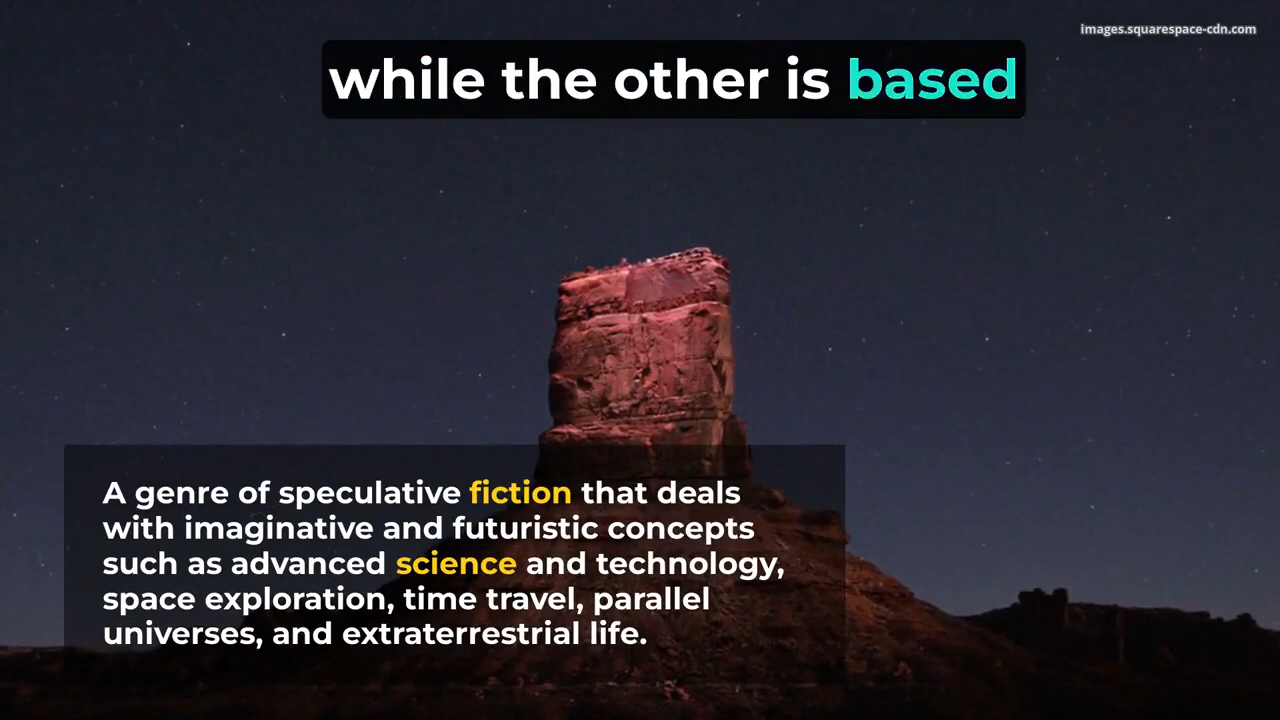 images.squarespace-cdn.com
while the other is based
A genre of speculative fiction that deals
with imaginative and futuristic concepts
such as advanced science and technology,
space exploration, time travel, parallel
universes, and extraterrestrial life.